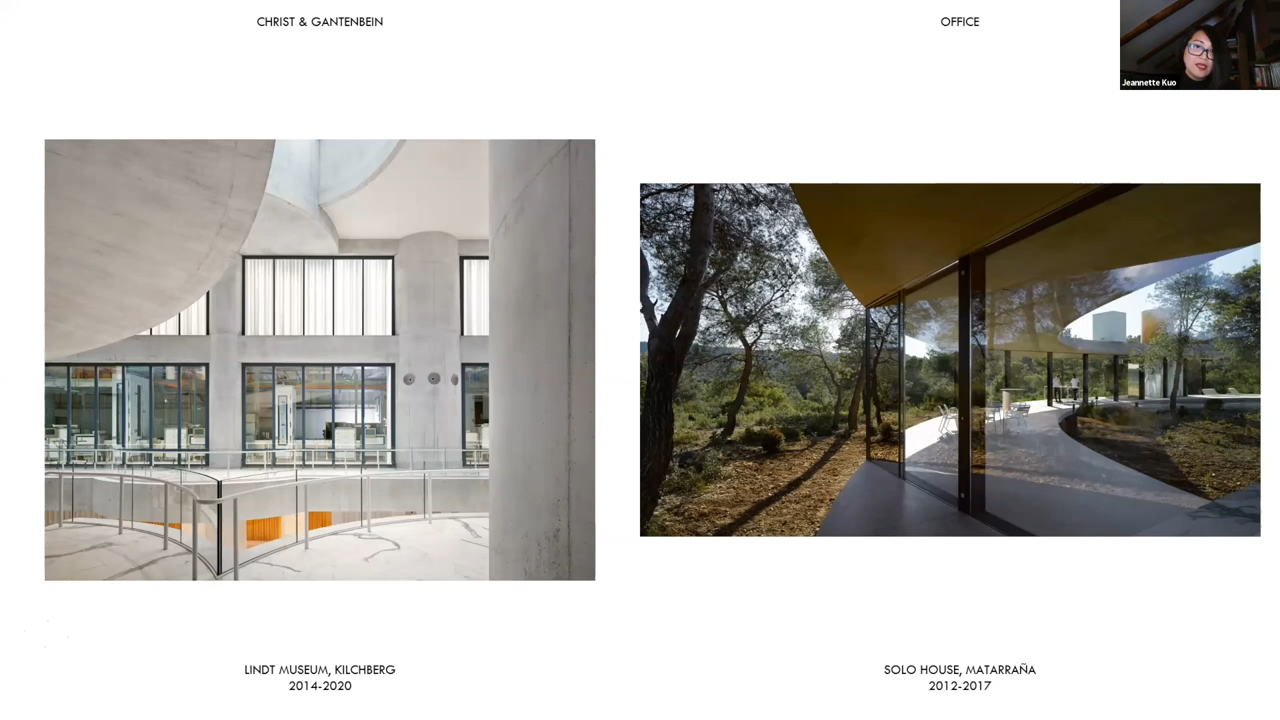 CHRIST & GANTENBEIN
OFFICE
Jeannette Kuo
LINDT MUSEUM, KILCHBERG
2014-2020
SOLO HOUSE, MATARRAÑA
2012-2017